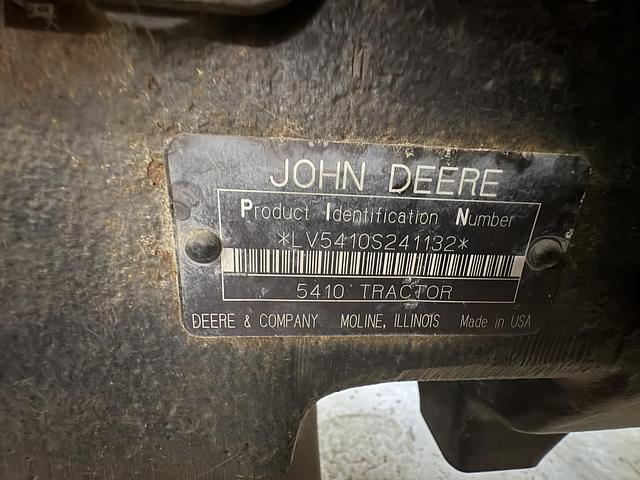 JOHN DEERE
Product Identification Number
*LV5410S241132*
5410 TRACTOR
DEERE & COMPANY MOLINE, ILLINOIS Made in USA